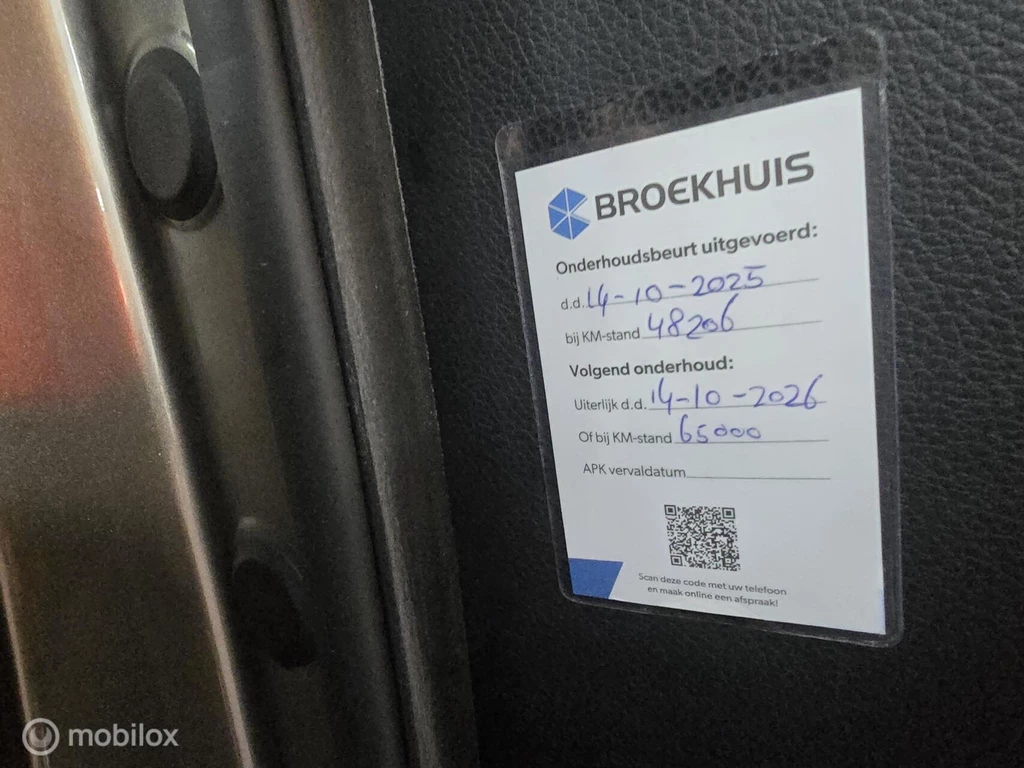 BROEKHUIS
Onderhoudsbeurt uitgevoerd:
d.d. 14-10-2025
bij KM-stand 48206
Volgend onderhoud:
Uiterlijk d.d. 14-10-2026
Of bij KM-stand 65000
APK vervaldatum
Scan deze code met uw telefoon
en maak online een afspraak!
mobilox